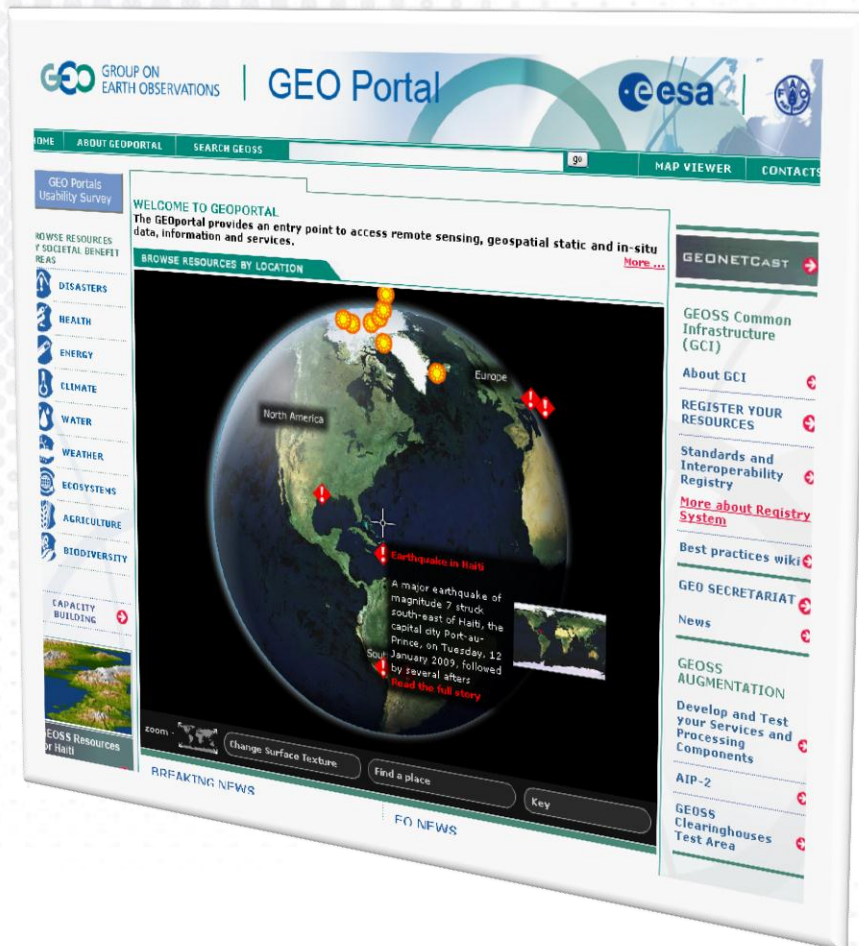 GEO GROUP ON
EARTH OBSERVATIONS
GEO Portal
esa
HOME
ABOUT GEOPORTAL
SEARCH GEOSS
go
MAP VIEWER
CONTACTS
GEO Portals
Usability Survey
ROWSE RESOURCES
Y SOCIETAL BENEFIT
REAS
DISASTERS
HEALTH
ENERGY
CLIMATE
WATER
WEATHER
ECOSYSTEMS
AGRICULTURE
BIODIVERSITY
CAPACITY
BUILDING
GEOSS Resources
or Haiti
WELCOME TO GEOPORTAL
The GEOportal provides an entry point to access remote sensing, geospatial static and in-situ
data, information and services.
More ...
BROWSE RESOURCES BY LOCATION
North America
Europe
Earthquake in Haiti
A major earthquake of
magnitude 7 struck
south-east of Haiti, the
capital city Port-au-
Prince, on Tuesday, 12
January 2009, followed
by several afters
Read the full story
Sout
zoom -
Change Surface Texture
Find a place
Key
BREAKING NEWS
EO NEWS
GEONETCAST
GEOSS Common
Infrastructure
(GCI)
About GCI
REGISTER YOUR
RESOURCES
Standards and
Interoperability
Registry
More about Registry
System
Best practices wiki
GEO SECRETARIAT
News
GEOSS
AUGMENTATION
Develop and Test
your Services and
Processing
Components
AIP-2
GEOSS
Clearinghouses
Test Area